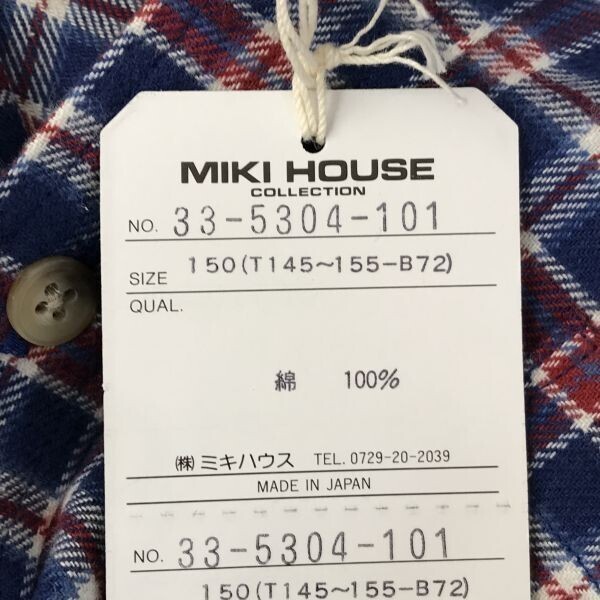 MIKI HOUSE
COLLECTION
NO. 33-5304-101
SIZE 150(T145~155-B72)
QUAL.
綿 100%
㈱ミキハウス TEL. 0729-20-2039
MADE IN JAPAN
NO. 33-5304-101
150(T145~155-B72)